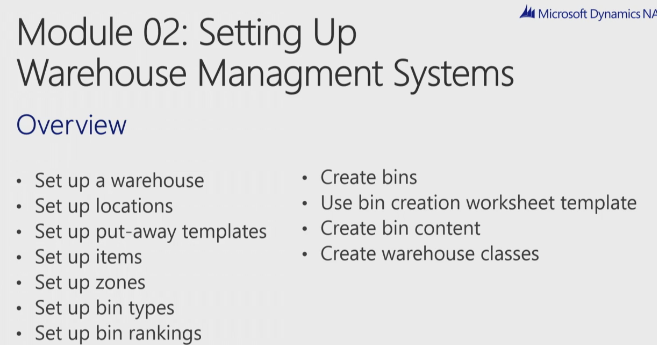 Microsoft Dynamics NA
Module 02: Setting Up
Warehouse Managment Systems
Overview
• Set up a warehouse
• Set up locations
• Set up put-away templates
• Set up items
• Set up zones
• Set up bin types
• Set up bin rankings
• Create bins
• Use bin creation worksheet template
• Create bin content
• Create warehouse classes